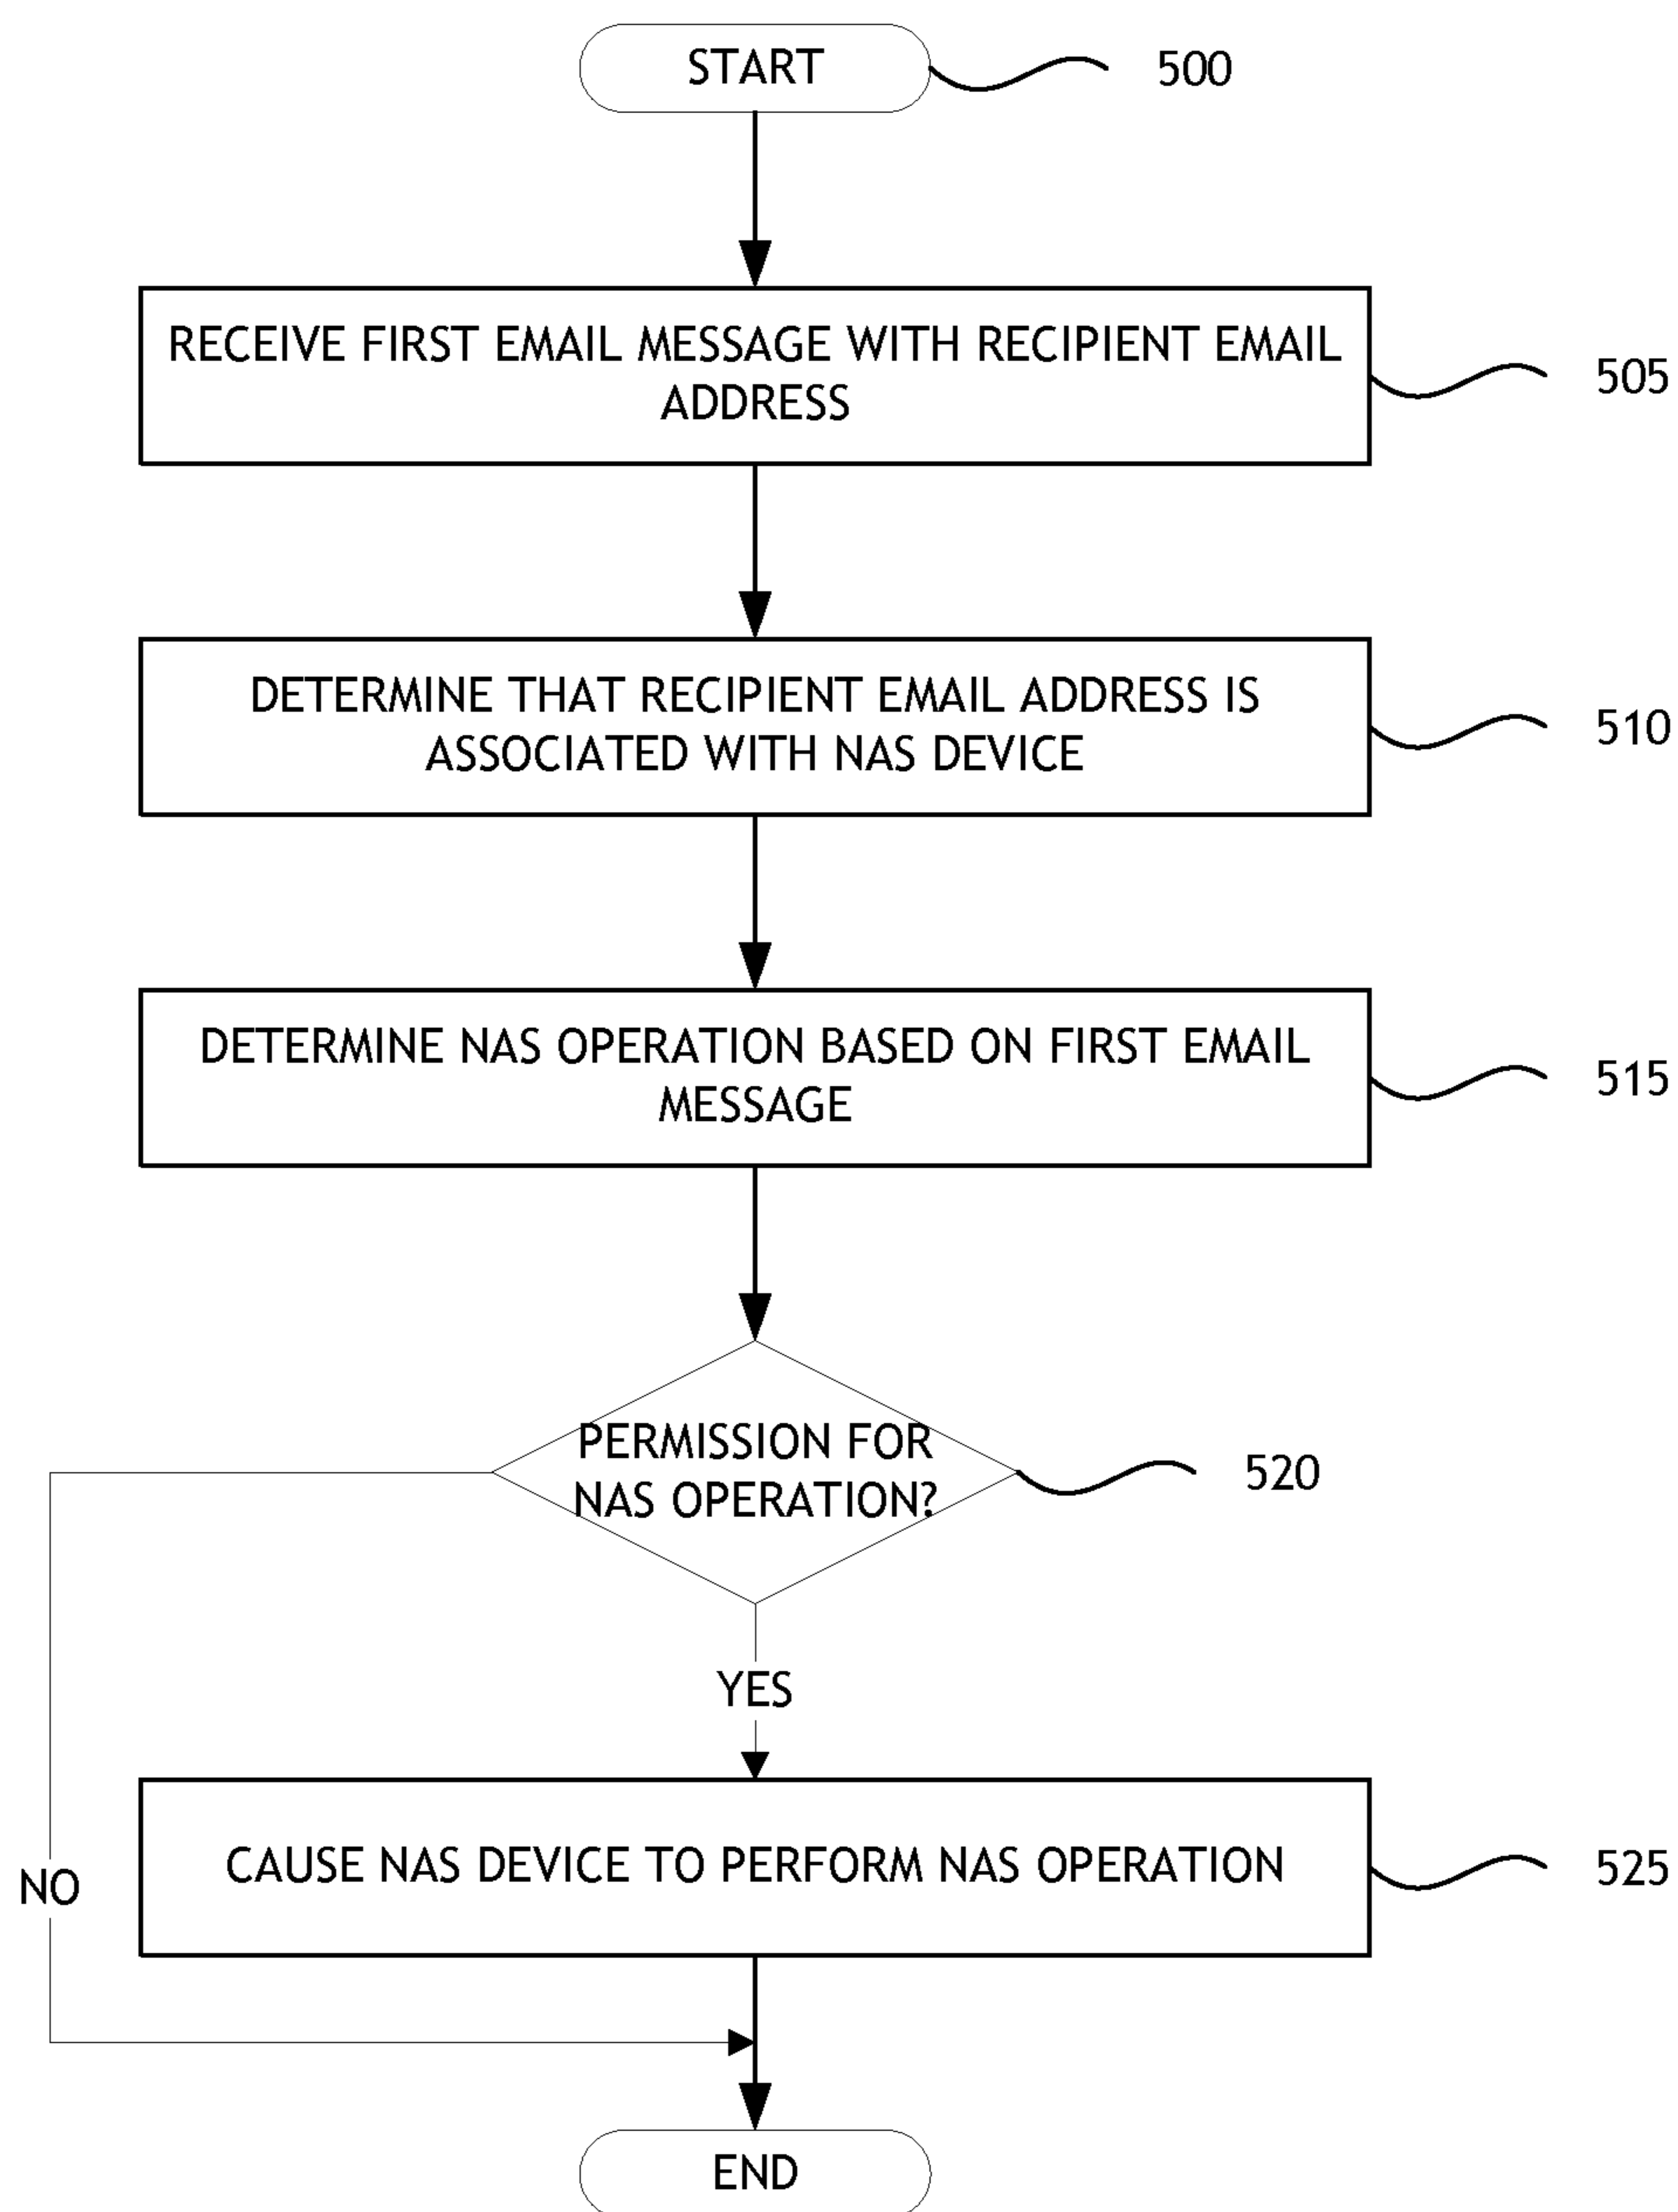 START
500
RECEIVE FIRST EMAIL MESSAGE WITH RECIPIENT EMAIL
ADDRESS
505
DETERMINE THAT RECIPIENT EMAIL ADDRESS IS
ASSOCIATED WITH NAS DEVICE
510
DETERMINE NAS OPERATION BASED ON FIRST EMAIL
MESSAGE
515
PERMISSION FOR
NAS OPERATION?
520
YES
CAUSE NAS DEVICE TO PERFORM NAS OPERATION
525
NO
END